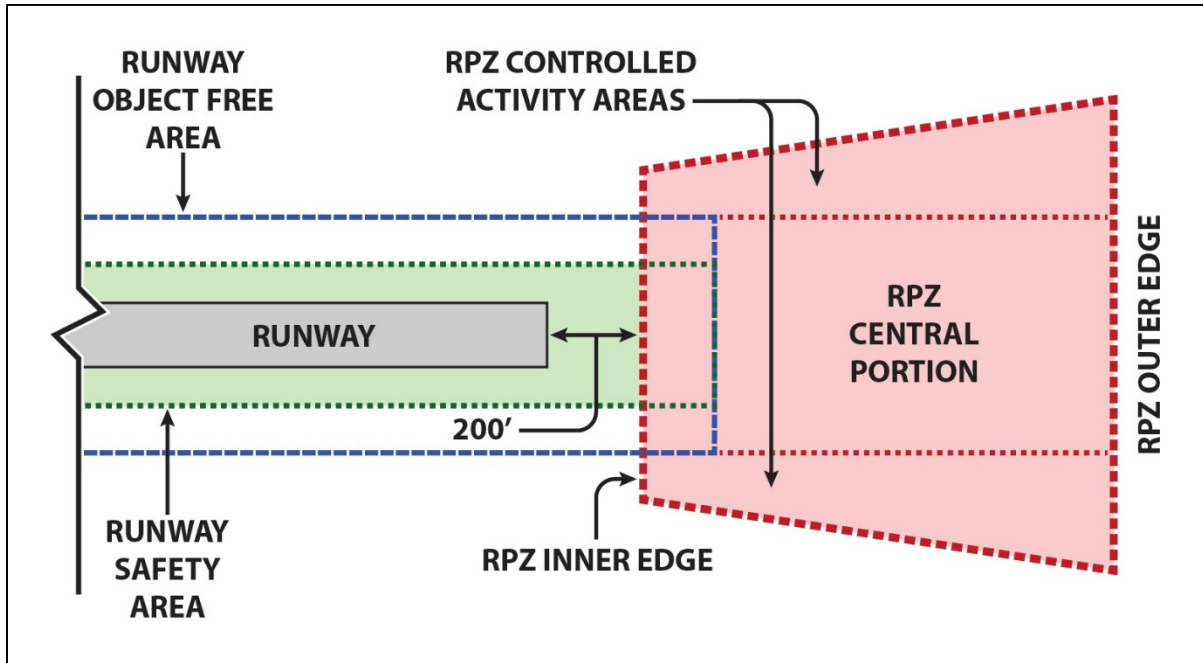 RUNWAY
OBJECT FREE
AREA
RPZ CONTROLLED
ACTIVITY AREAS
RUNWAY
200’
RPZ
CENTRAL
PORTION
RPZ OUTER EDGE
RUNWAY
SAFETY
AREA
RPZ INNER EDGE